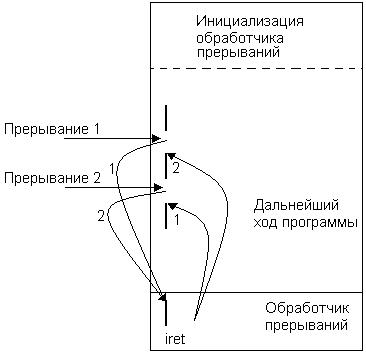 Инициализация
обработчика
прерываний
Прерывание 1
1
2
Прерывание 2
2
1
Дальнейший
ход программы
Обработчик
прерываний
iret